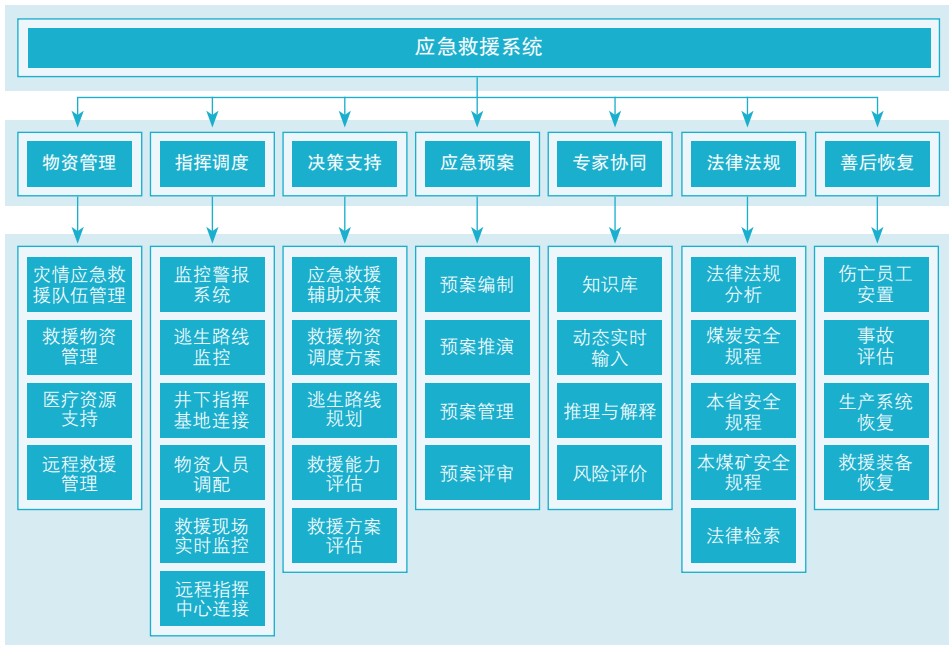 应急救援系统
物资管理
指挥调度
决策支持
应急预案
专家协同
法律法规
善后恢复
灾情应急救
援队伍管理
救援物资
管理
医疗资源
支持
远程救援
管理
监控警报
系统
逃生路线
监控
井下指挥
基地连接
物资人员
调配
救援现场
实时监控
远程指挥
中心连接
应急救援
辅助决策
救援物资
调度方案
逃生路线
规划
救援能力
评估
救援方案
评估
预案编制
预案推演
预案管理
预案评审
知识库
动态实时
输入
推理与解释
风险评价
法律法规
分析
煤炭安全
规程
本省安全
规程
本煤矿安全
规程
法律检索
伤亡员工
安置
事故
评估
生产系统
恢复
救援装备
恢复